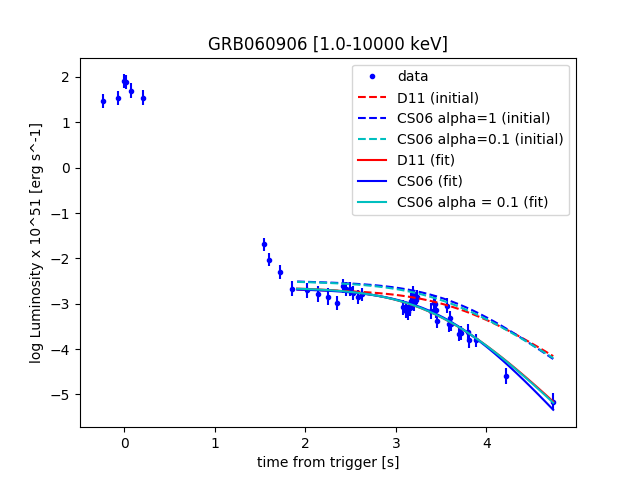 GRB060906 [1.0-10000 keV]
data
D11 (initial)
CS06 alpha=1 (initial)
CS06 alpha=0.1 (initial)
D11 (fit)
CS06 (fit)
CS06 alpha = 0.1 (fit)
log Luminosity x 10^51 [erg s^-1]
2
1
0
−1
−2
−3
−4
−5
0 1 2 3 4
time from trigger [s]